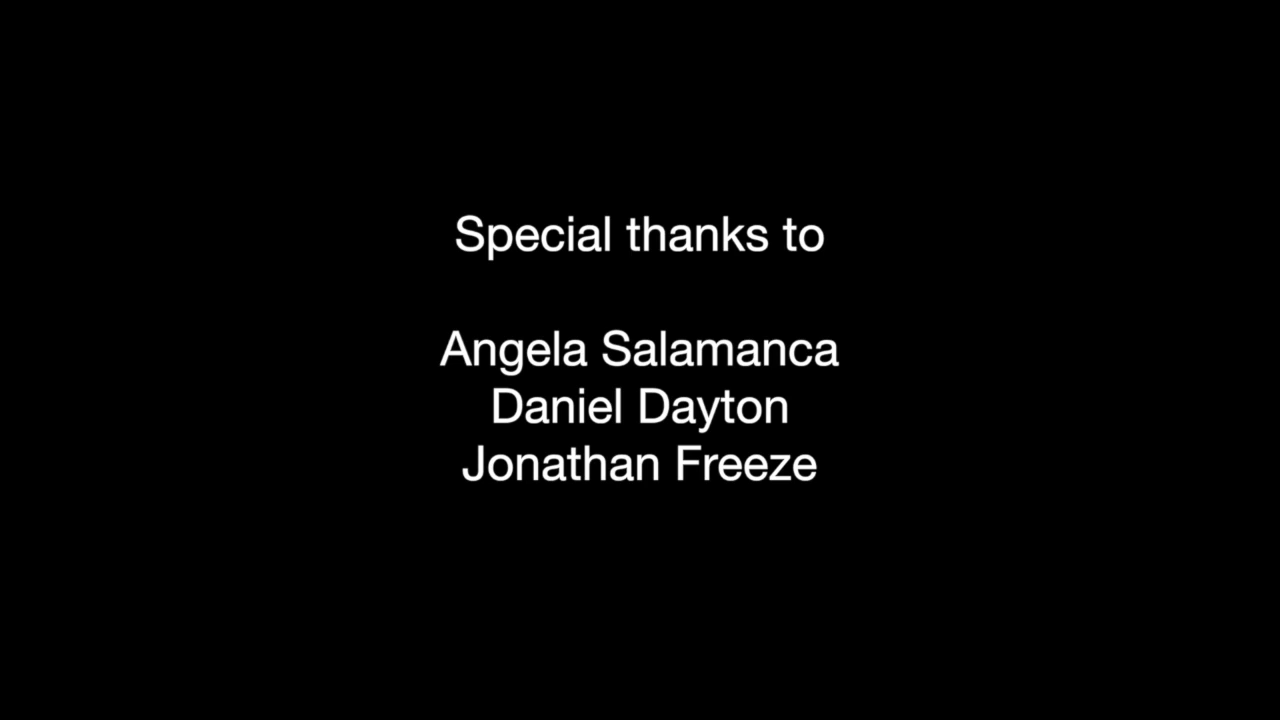 Special thanks to
Angela Salamanca
Daniel Dayton
Jonathan Freeze